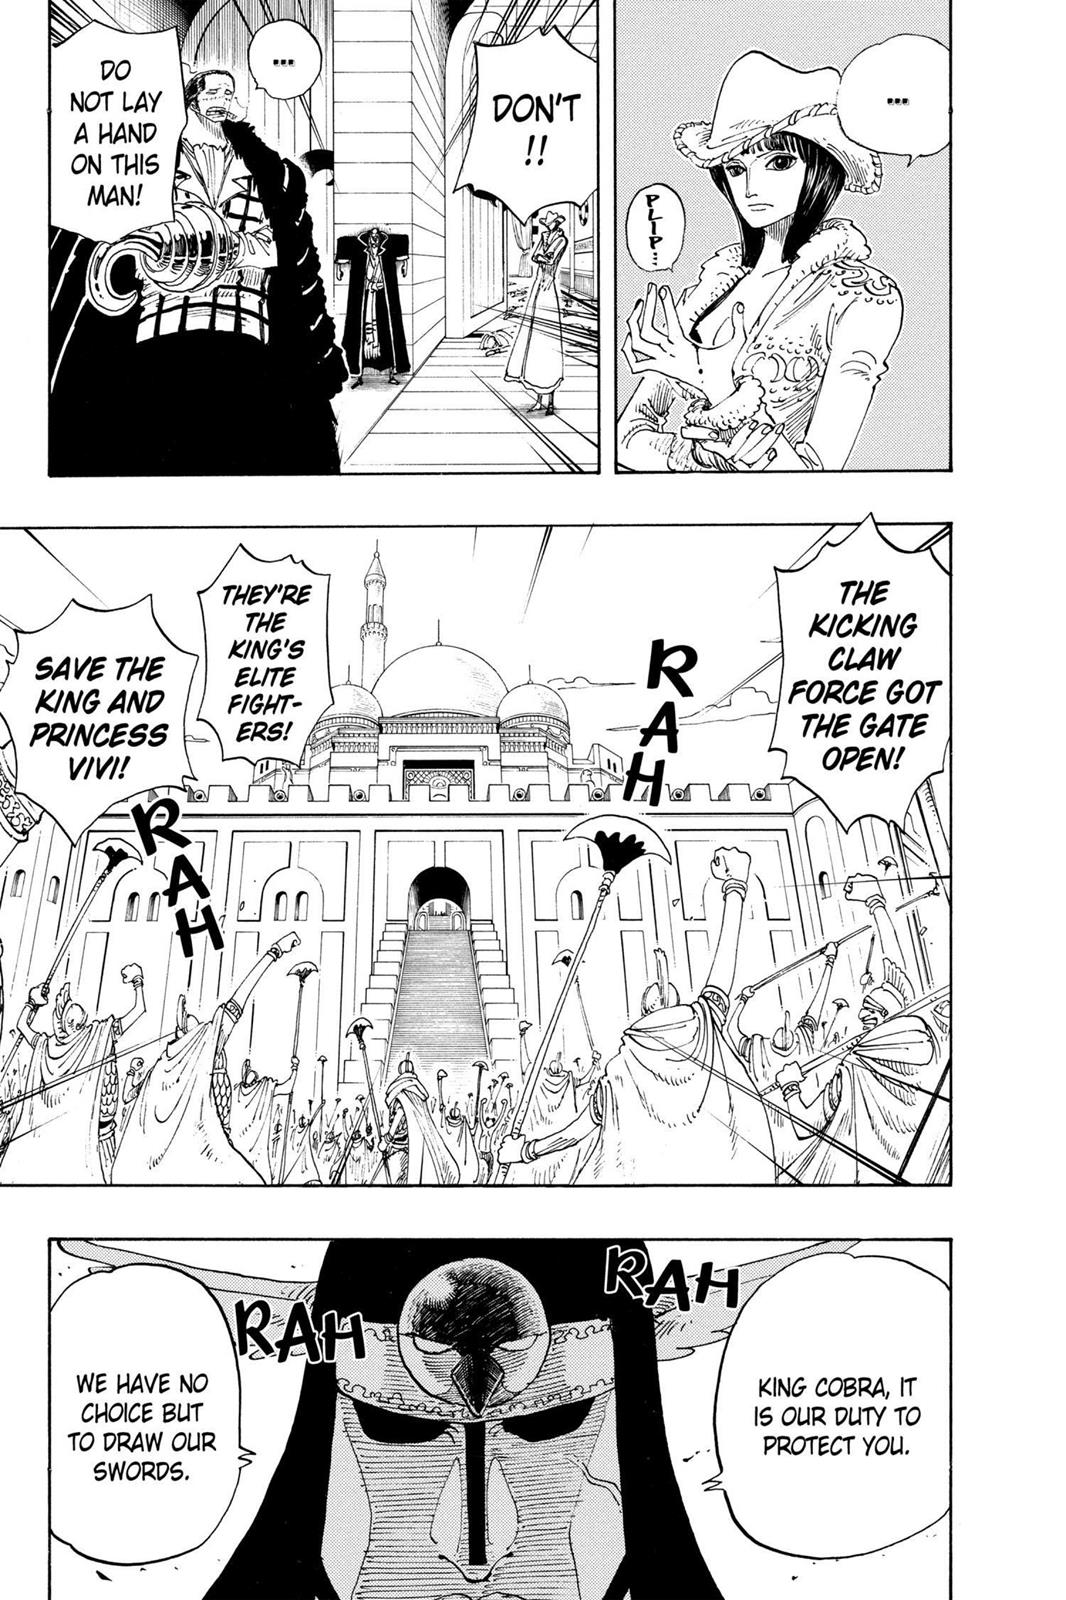 ...
PLIP...
DON'T
!!
...
DO
NOT LAY
A HAND
ON THIS
MAN!
THE
KICKING
CLAW
FORCE GOT
THE GATE
OPEN!
RAH
RAH
THEY'RE
THE
KING'S
ELITE
FIGHT-
ERS!
SAVE THE
KING AND
PRINCESS
VIVI!
RAH
RAH
KING COBRA, IT
IS OUR DUTY TO
PROTECT YOU.
RAH
WE HAVE NO
CHOICE BUT
TO DRAW OUR
SWORDS.